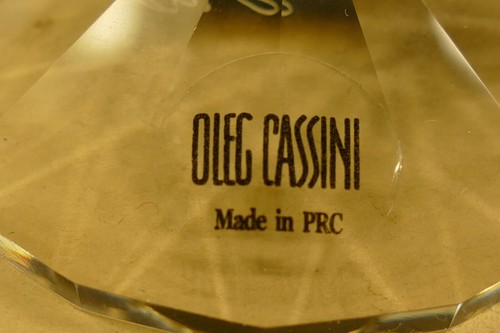 OLEG CASSINI
Made in PRC